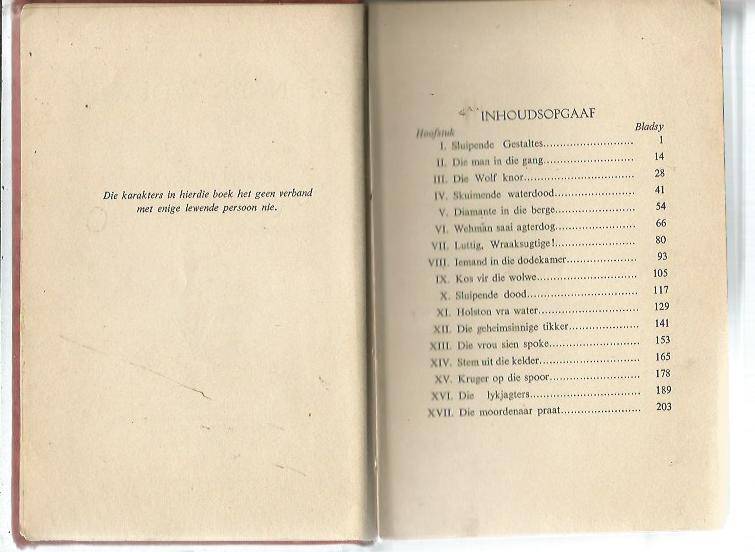 Die karakters in hierdie boek het geen verband
met enige lewende persoon nie.
INHOUDSOPGAAF
Hoofstuk Bladsy
I. Sluipende Gestaltes 1
II. Die man in die gang 14
III. Die Wolf knor 28
IV. Skuimende waterdood 41
V. Diamante in die berge 54
VI. Wehman saai agterdog 66
VII. Luttig, Wraaksugtige! 80
VIII. Iemand in die dodekamer 93
IX. Kos vir die wolwe 105
X. Sluipende dood 117
XI. Holston vra water 129
XII. Die geheimsinnige tikker 141
XIII. Die vrou sien spoke 153
XIV. Stem uit die kelder 165
XV. Kruger op die spoor 178
XVI. Die lykjagters 189
XVII. Die moordenaar praat 203